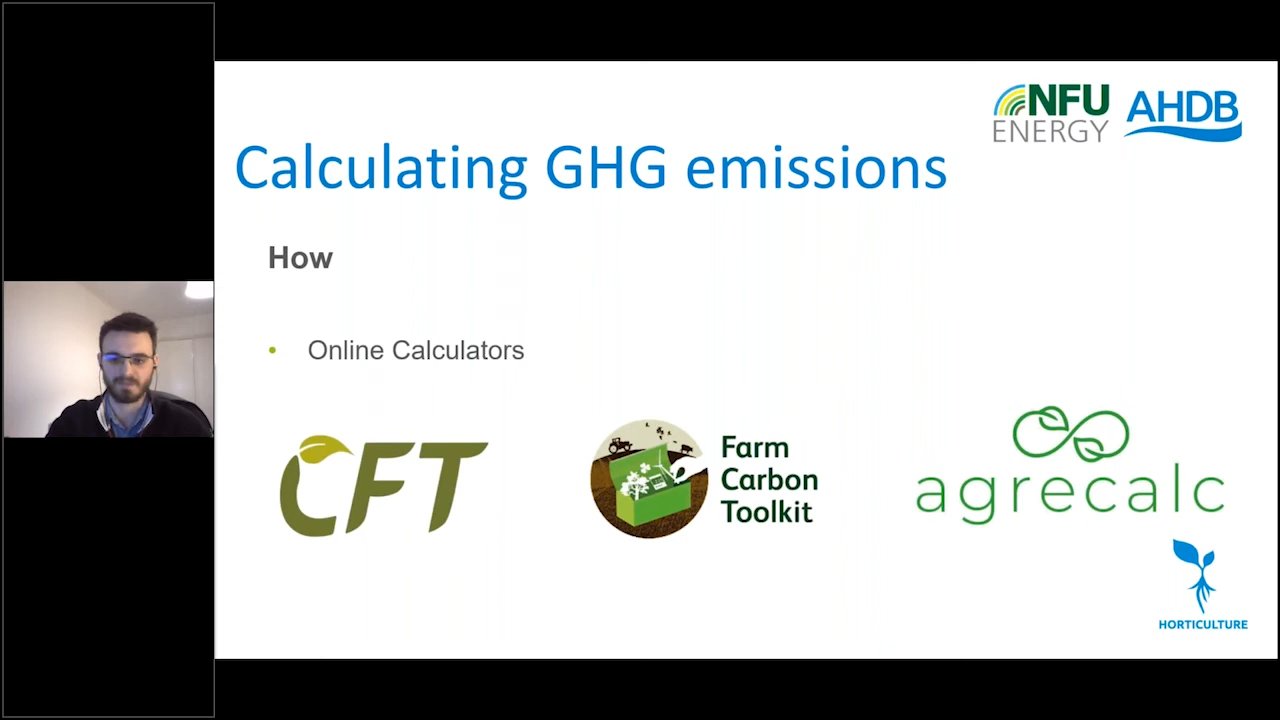 NFU
ENERGY
AHDB
Calculating GHG emissions
How
• Online Calculators
CFT
Farm
Carbon
Toolkit
agrecalc
HORTICULTURE